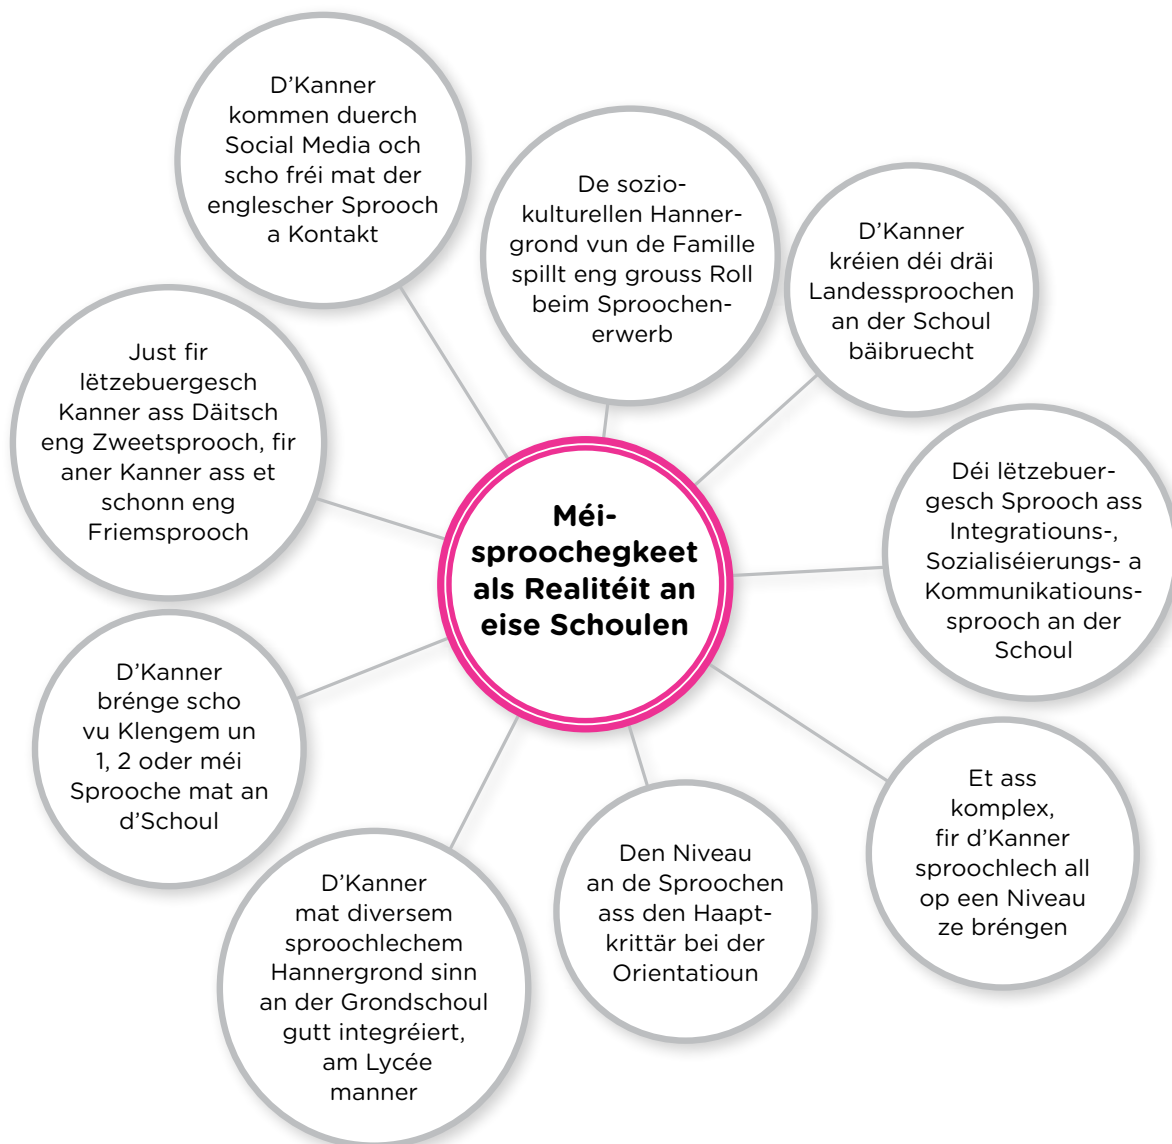 D’Kanner
kommen duerch
Social Media och
scho fréi mat der
englescher Sprooch
a Kontakt
De sozio-
kulturellen Hanner-
grond vun de Famille
spillt eng grouss Roll
beim Sproochen-
erwerb
D’Kanner
kréien déi dräi
Landessproochen
an der Schoul
bäibruecht
Just fir
lëtzebuergesch
Kanner ass Däitsch
eng Zweetsprooch, fir
aner Kanner ass et
schonn eng
Friemsprooch
Méi-
sproochegkeet
als Realitéit an
eise Schoulen
Déi lëtzebuer-
gesch Sprooch ass
Integratiouns-,
Sozialiséierungs- a
Kommunikatiouns-
sprooch an der
Schoul
D’Kanner
brénge scho
vu Klengem un
1, 2 oder méi
Sprooche mat an
d’Schoul
Et ass
komplex,
fir d’Kanner
sproochlech all
op een Niveau
ze bréngen
D’Kanner
mat diversem
sproochlechem
Hannergrond sinn
an der Grondschoul
gutt integréiert,
am Lycée
manner
Den Niveau
an de Sproochen
ass den Haapt-
krittär bei der
Orientatioun